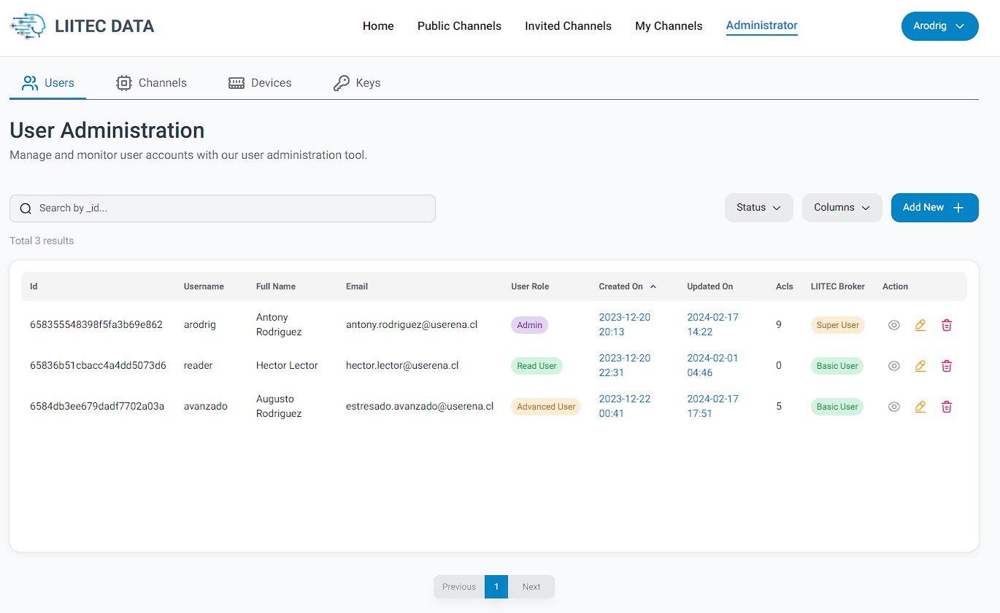 LIITEC DATA
Home Public Channels Invited Channels My Channels Administrator
Arodrig
Users Channels Devices Keys
User Administration
Manage and monitor user accounts with our user administration tool.
Search by _id...
Status Columns Add New
Total 3 results
Id Username Full Name Email User Role Created On Updated On Acls LIITEC Broker Action
658355548398f5fa3b69e862 arodrig Antony Rodriguez antony.rodriguez@userena.cl Admin 2023-12-20 20:13 2024-02-17 14:22 9 Super User
65836b51cbacc4a4dd5073d6 reader Hector Lector hector.lector@userena.cl Read User 2023-12-20 22:31 2024-02-01 04:46 0 Basic User
6584db3ee679dadf7702a03a avanzado Augusto Rodriguez estresado.avanzado@userena.cl Advanced User 2023-12-22 00:41 2024-02-17 17:51 5 Basic User
Previous 1 Next